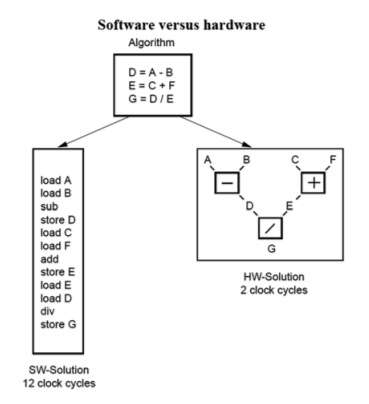 Software versus hardware
Algorithm
D = A - B
E = C + F
G = D / E
load A
load B
sub
store D
load C
load F
add
store E
load E
load D
div
store G
SW-Solution
12 clock cycles
A B C F
− +
D E
/
G
HW-Solution
2 clock cycles